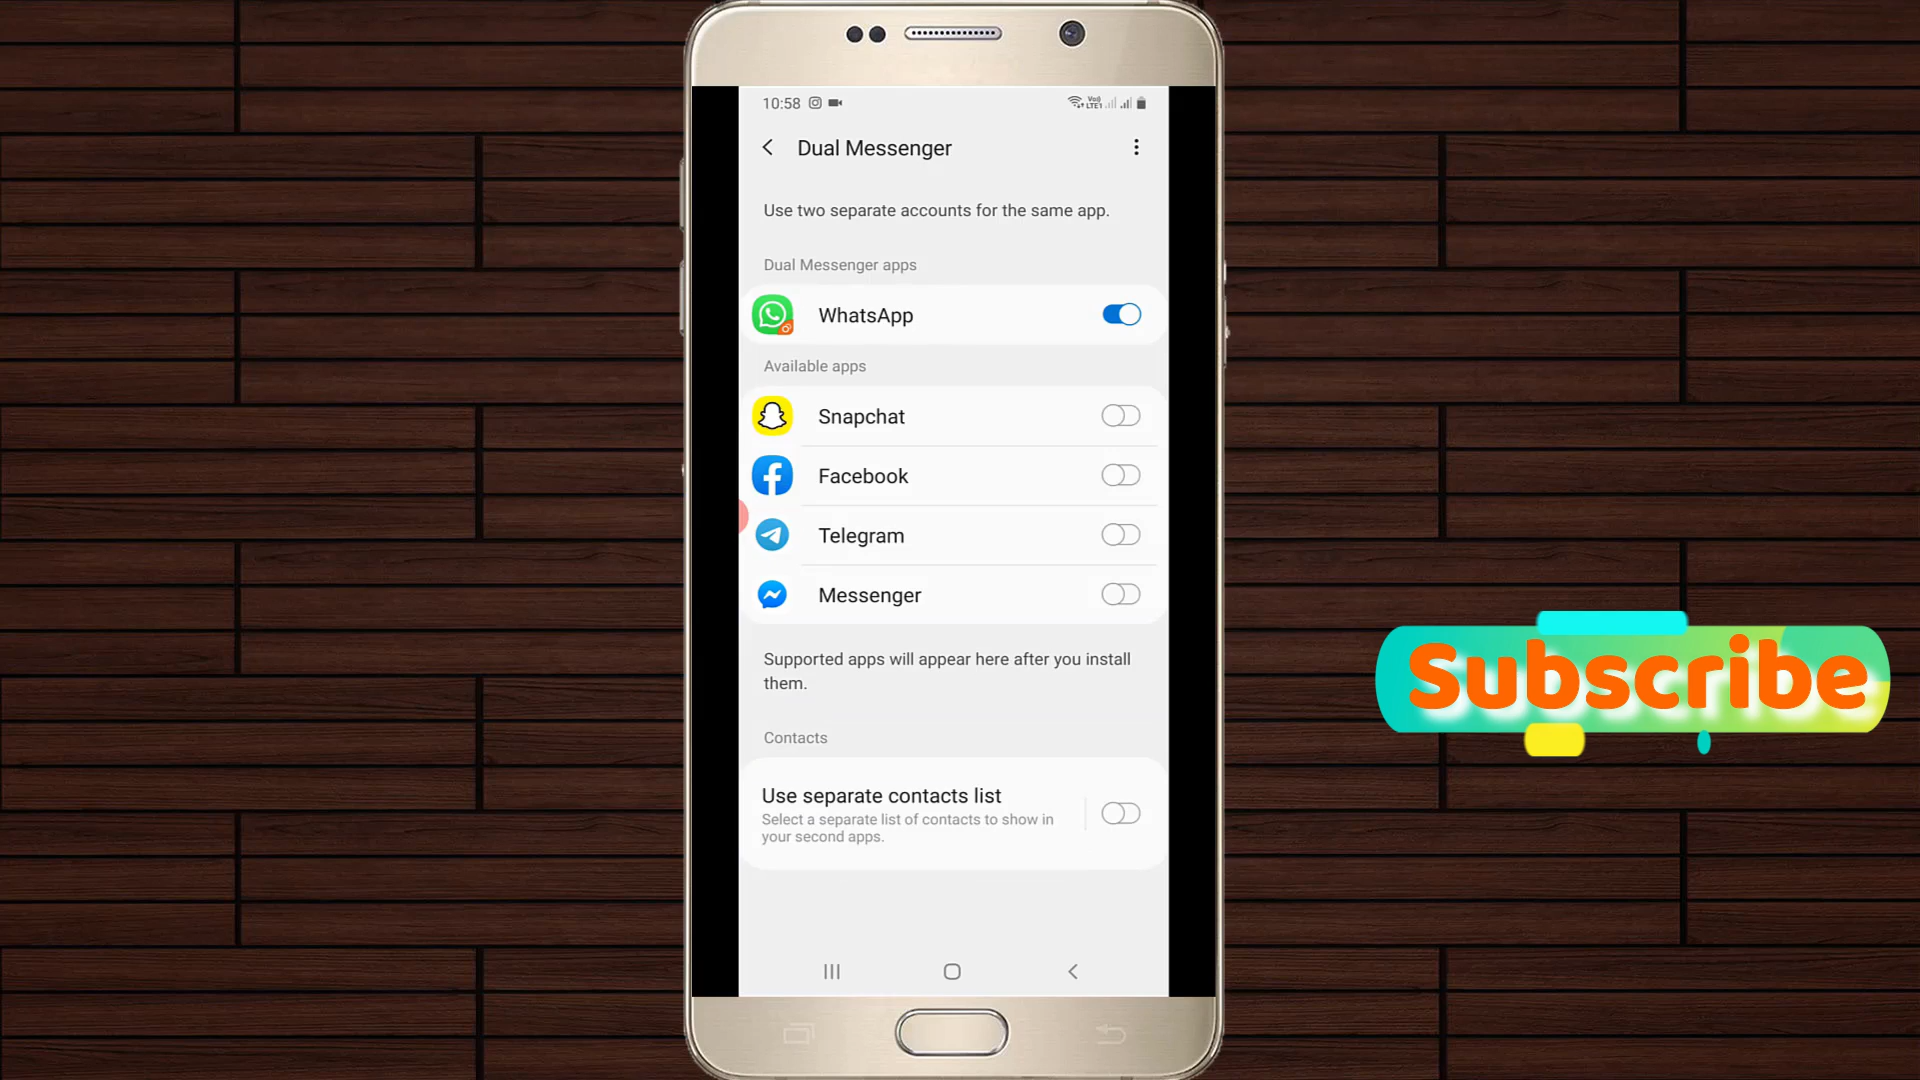 10:58
Dual Messenger
Use two separate accounts for the same app.
Dual Messenger apps
WhatsApp
Available apps
Snapchat
Facebook
Telegram
Messenger
Supported apps will appear here after you install
them.
Contacts
Use separate contacts list
Select a separate list of contacts to show in
your second apps.
Subscribe